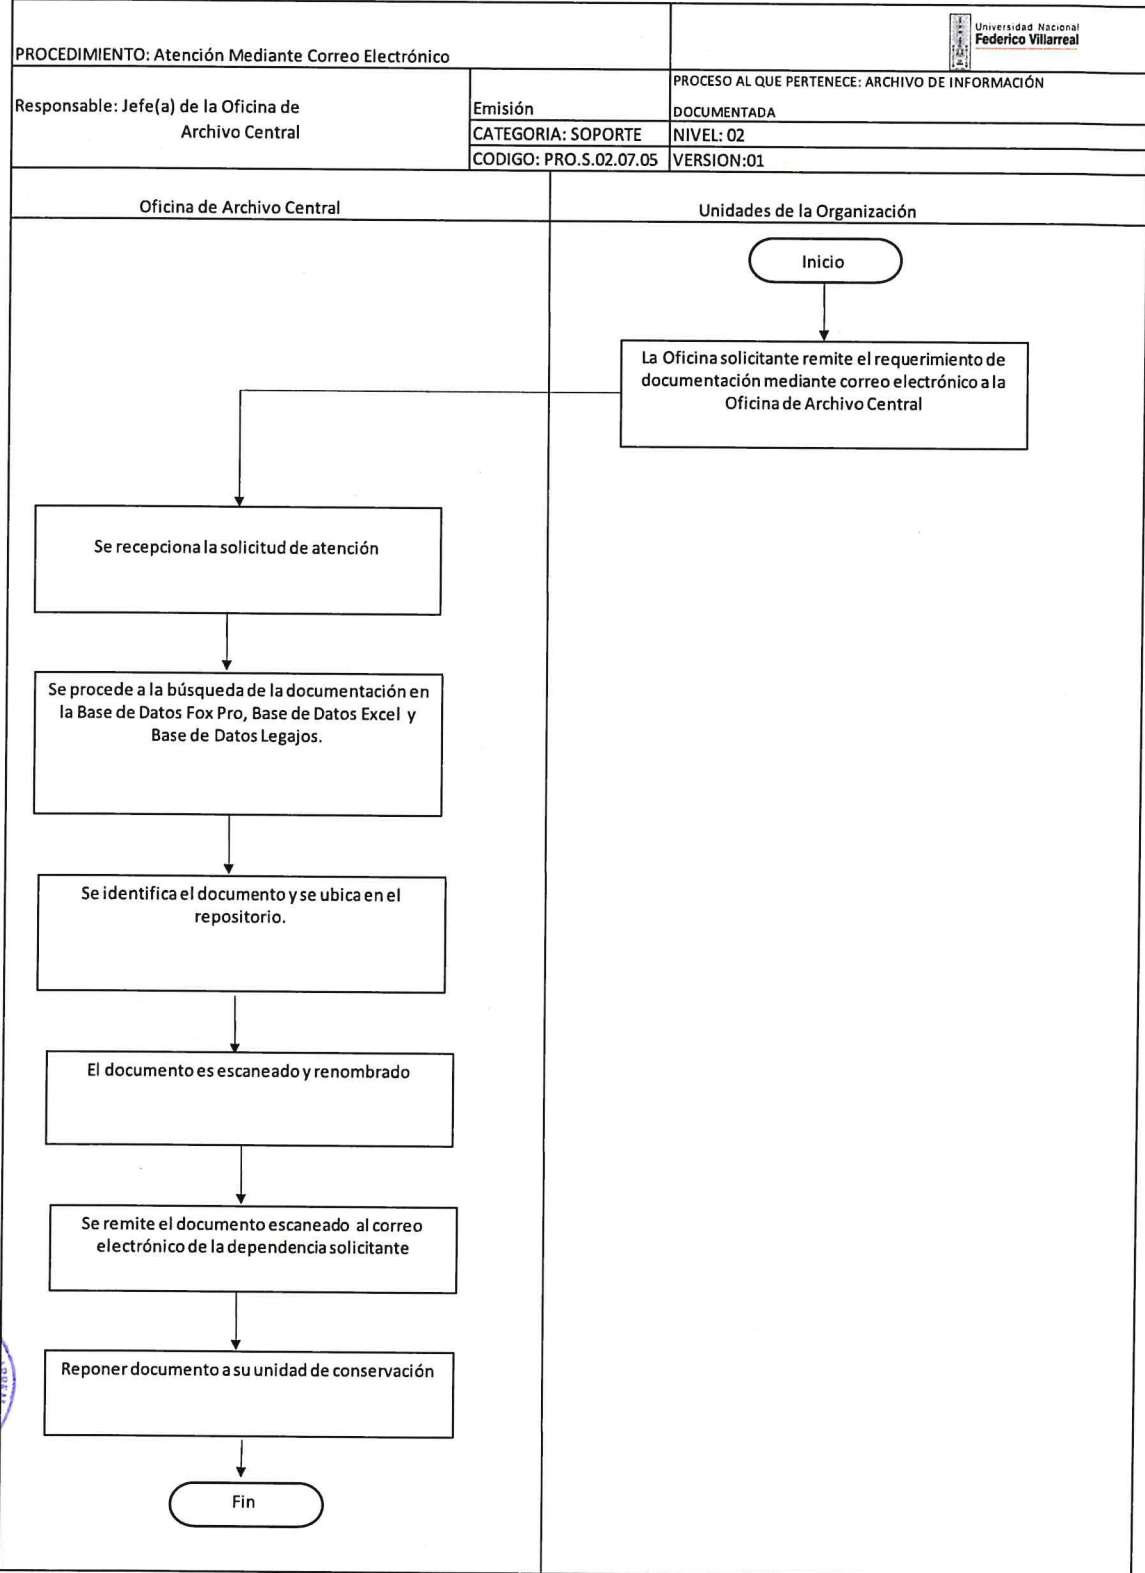 Universidad Nacional
Federico Villarreal
PROCEDIMIENTO: Atención Mediante Correo Electrónico
PROCESO AL QUE PERTENECE: ARCHIVO DE INFORMACIÓN
Responsable: Jefe(a) de la Oficina de
Emisión
DOCUMENTADA
Archivo Central
CATEGORIA: SOPORTE
NIVEL: 02
CODIGO: PRO.S.02.07.05
VERSION:01
Oficina de Archivo Central
Unidades de la Organización
Inicio
La Oficina solicitante remite el requerimiento de
documentación mediante correo electrónico a la
Oficina de Archivo Central
Se recepciona la solicitud de atención
Se procede a la búsqueda de la documentación en
la Base de Datos Fox Pro, Base de Datos Excel y
Base de Datos Legajos.
Se identifica el documento y se ubica en el
repositorio.
El documento es escaneado y renombrado
Se remite el documento escaneado al correo
electrónico de la dependencia solicitante
Reponer documento a su unidad de conservación
Fin